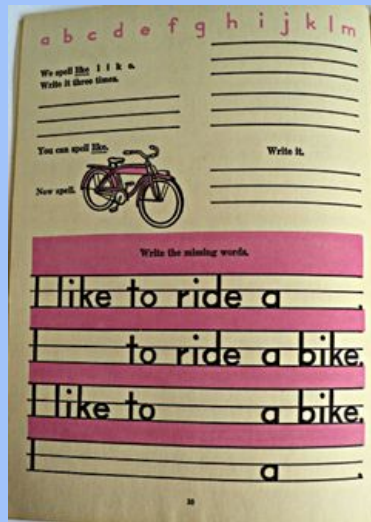 a b c d e f g h i j k l m
We spell like l i k e.
Write it three times.
You can spell like.
Write it.
Now spell.
Write the missing words.
I like to ride a .
I to ride a bike.
I like to a bike.
I a .